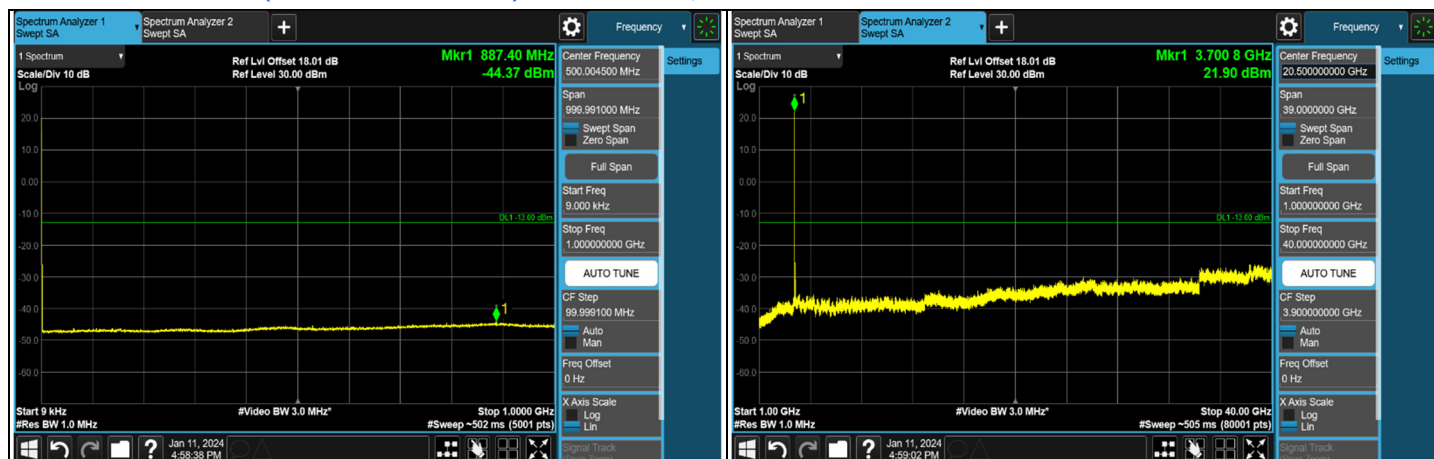 Spectrum Analyzer 1
Swept SA
Spectrum Analyzer 2
Swept SA
+
Frequency
1 Spectrum
Scale/Div 10 dB
Log
Ref Lvl Offset 18.01 dB
Ref Level 30.00 dBm
Mkr1 887.40 MHz
-44.37 dBm
1
20.0
10.0
0.00
-10.0
-20.0
-30.0
-40.0
-50.0
-60.0
DL1 -13.00 dBm
Start 9 kHz
#Res BW 1.0 MHz
#Video BW 3.0 MHz*
Stop 1.0000 GHz
#Sweep ~502 ms (5001 pts)
Center Frequency
500.004500 MHz
Settings
Span
999.991000 MHz
Swept Span
Zero Span
Full Span
Start Freq
9.000 kHz
Stop Freq
1.000000000 GHz
AUTO TUNE
CF Step
99.999100 MHz
Auto
Man
Freq Offset
0 Hz
X Axis Scale
Log
Lin
Signal Track
?
Jan 11, 2024
4:58:38 PM
Spectrum Analyzer 1
Swept SA
Spectrum Analyzer 2
Swept SA
+
Frequency
1 Spectrum
Scale/Div 10 dB
Log
Ref Lvl Offset 18.01 dB
Ref Level 30.00 dBm
Mkr1 3.700 8 GHz
21.90 dBm
1
20.0
10.0
0.00
-10.0
-20.0
-30.0
-40.0
-50.0
-60.0
DL1 -13.00 dBm
Start 1.00 GHz
#Res BW 1.0 MHz
#Video BW 3.0 MHz*
Stop 40.00 GHz
#Sweep ~505 ms (80001 pts)
Center Frequency
20.500000000 GHz
Settings
Span
39.0000000 GHz
Swept Span
Zero Span
Full Span
Start Freq
1.000000000 GHz
Stop Freq
40.000000000 GHz
AUTO TUNE
CF Step
3.900000000 GHz
Auto
Man
Freq Offset
0 Hz
X Axis Scale
Log
Lin
Signal Track
?
Jan 11, 2024
4:59:02 PM